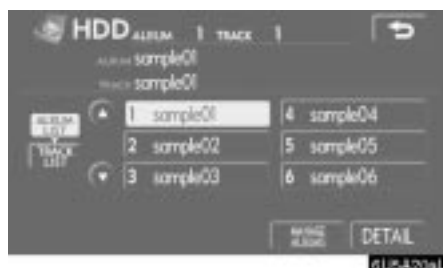 HDD ALBUM 1 TRACK 1
ALBUM sample01
TRACK sample01
ALBUM LIST
TRACK LIST
1 sample01
2 sample02
3 sample03
4 sample04
5 sample05
6 sample06
DETAIL